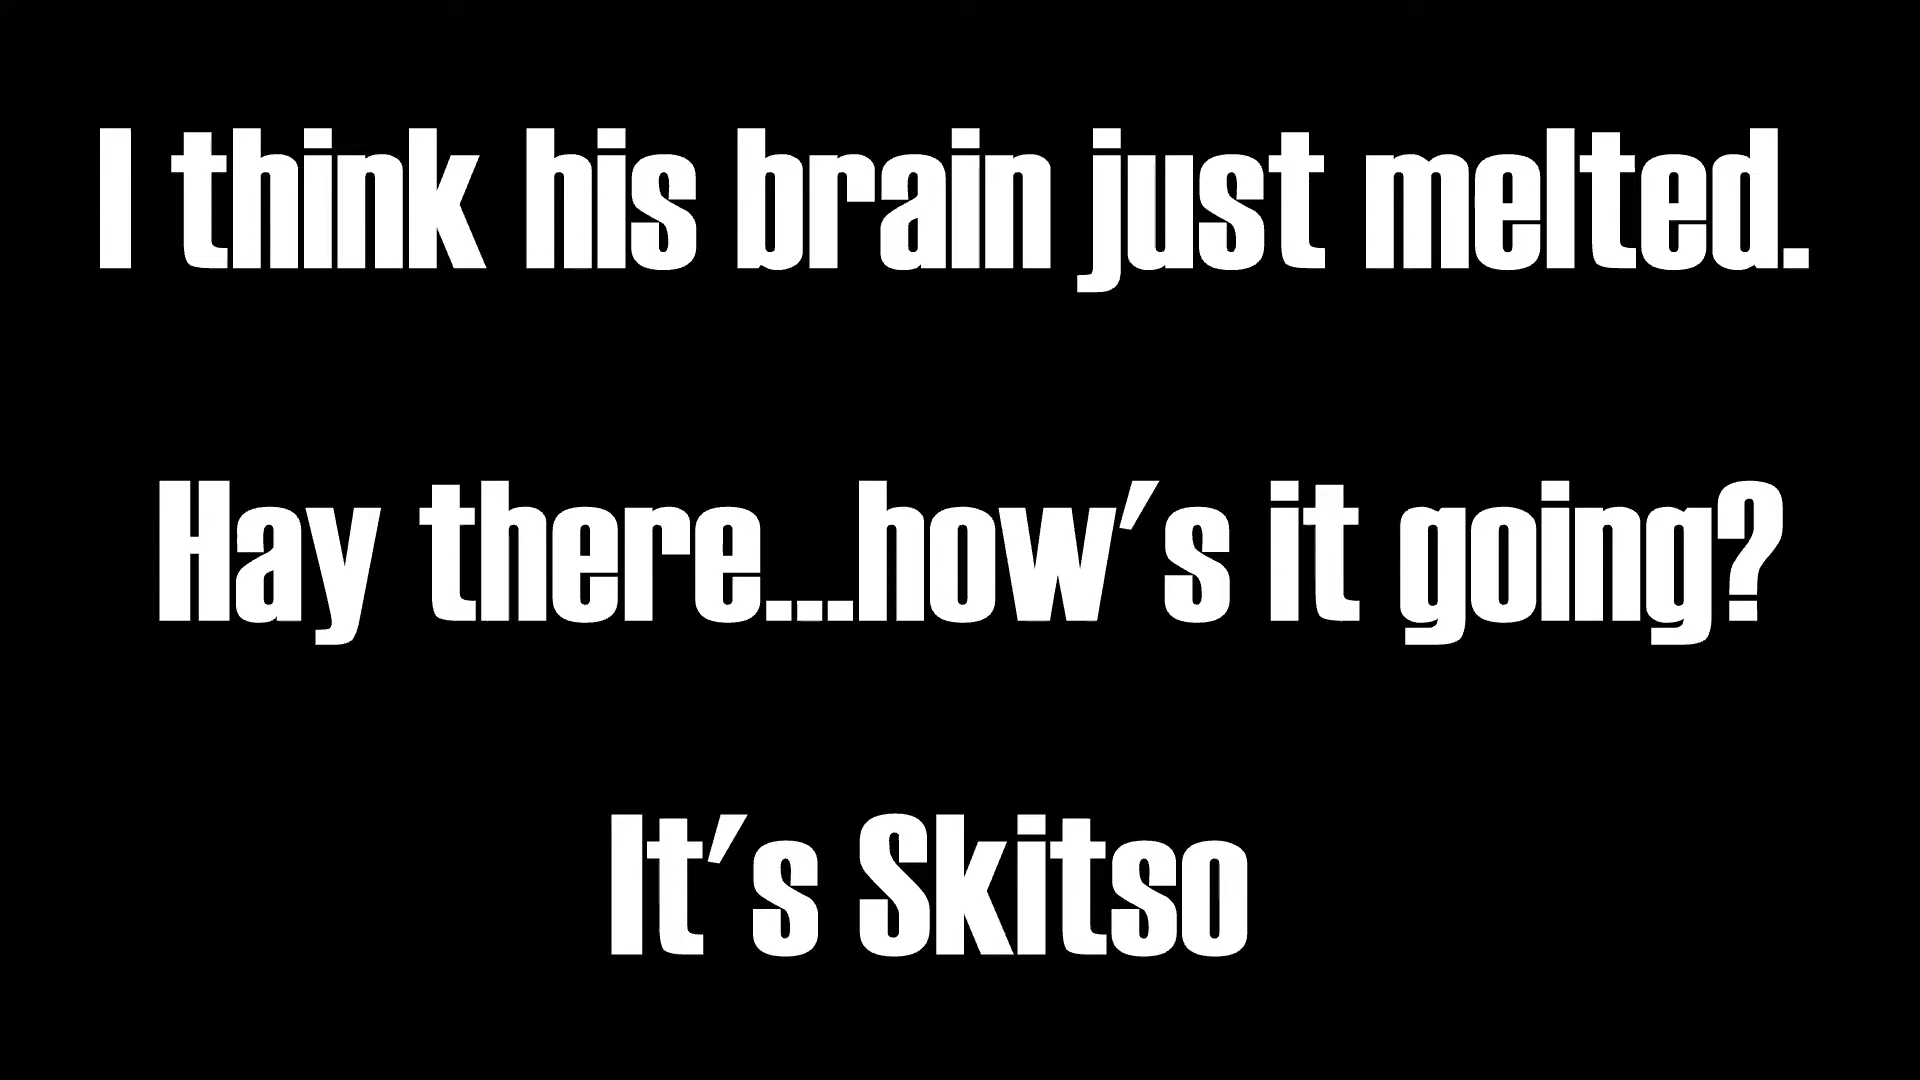 I think his brain just melted.
Hay there...how's it going?
It's Skitso